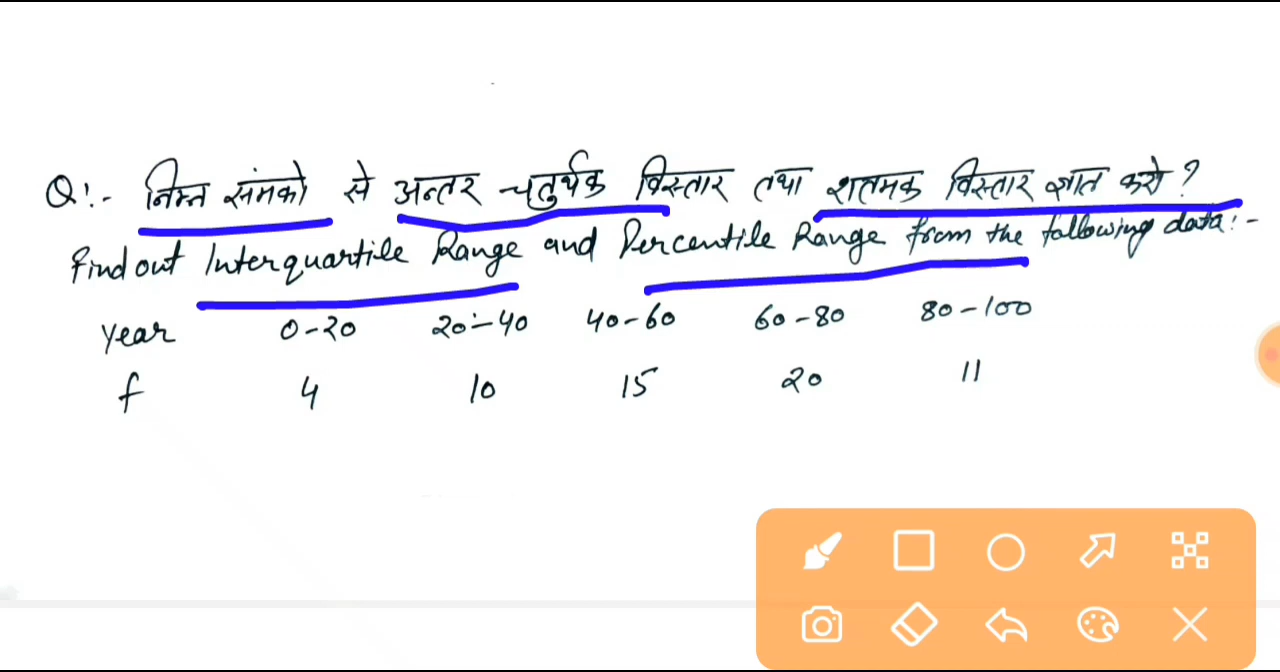 Q:- निम्न संमको से अन्तर चतुर्थक विस्तार तथा शतमक विस्तार ज्ञात करो ?
find out Interquartile Range and Percentile Range from the following data:-
Year 0-20 20-40 40-60 60-80 80-100
f 4 10 15 20 11